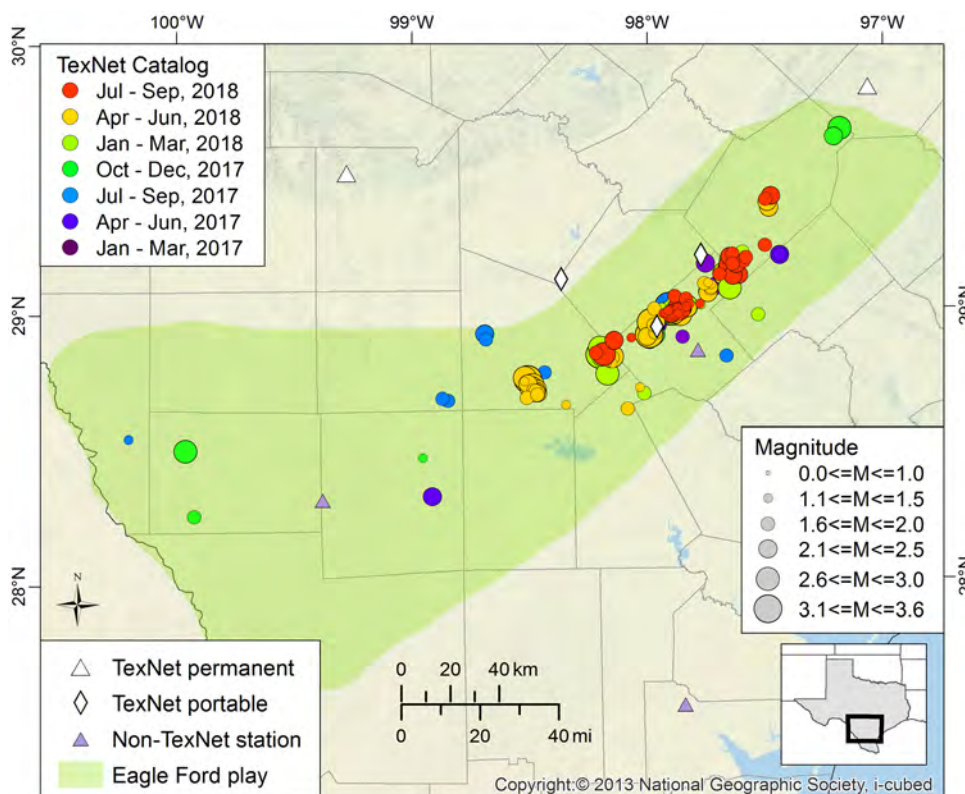 100°W 99°W 98°W 97°W
30°N
29°N
28°N
29°N
28°N
TexNet Catalog
Jul - Sep, 2018
Apr - Jun, 2018
Jan - Mar, 2018
Oct - Dec, 2017
Jul - Sep, 2017
Apr - Jun, 2017
Jan - Mar, 2017
Magnitude
0.0<=M<=1.0
1.1<=M<=1.5
1.6<=M<=2.0
2.1<=M<=2.5
2.6<=M<=3.0
3.1<=M<=3.6
N
TexNet permanent
TexNet portable
Non-TexNet station
Eagle Ford play
0 20 40 km
0 20 40 mi
Copyright:© 2013 National Geographic Society, i-cubed